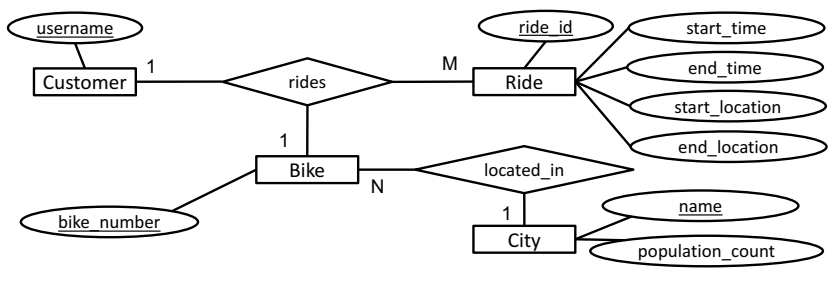 username
ride_id
start_time
end_time
start_location
end_location
Customer
1
rides
M
Ride
1
Bike
N
located_in
1
City
bike_number
name
population_count